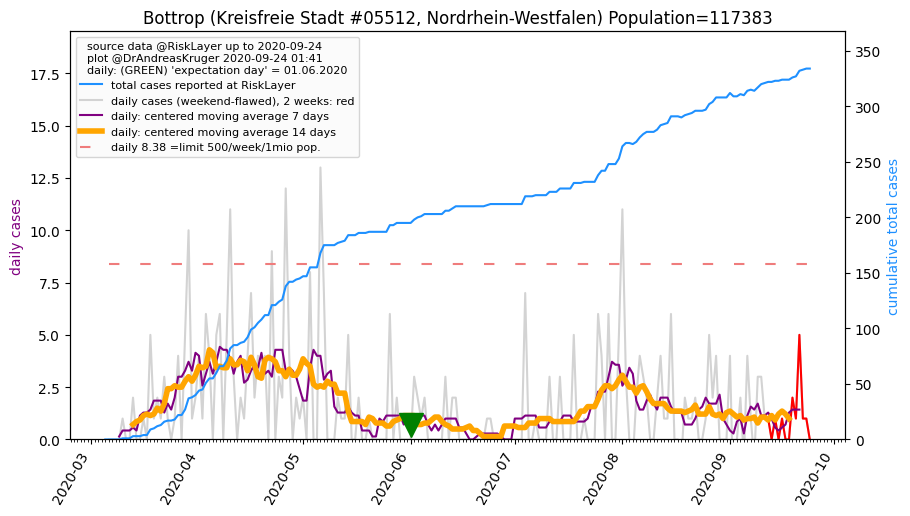 Bottrop (Kreisfreie Stadt #05512, Nordrhein-Westfalen) Population=117383
source data @RiskLayer up to 2020-09-24
plot @DrAndreasKruger 2020-09-24 01:41
daily: (GREEN) 'expectation day' = 01.06.2020
total cases reported at RiskLayer
daily cases (weekend-flawed), 2 weeks: red
daily: centered moving average 7 days
daily: centered moving average 14 days
daily 8.38 =limit 500/week/1mio pop.
daily cases
17.5
15.0
12.5
10.0
7.5
5.0
2.5
0.0
350
300
250
200
150
100
50
0
cumulative total cases
2020-03
2020-04
2020-05
2020-06
2020-07
2020-08
2020-09
2020-10